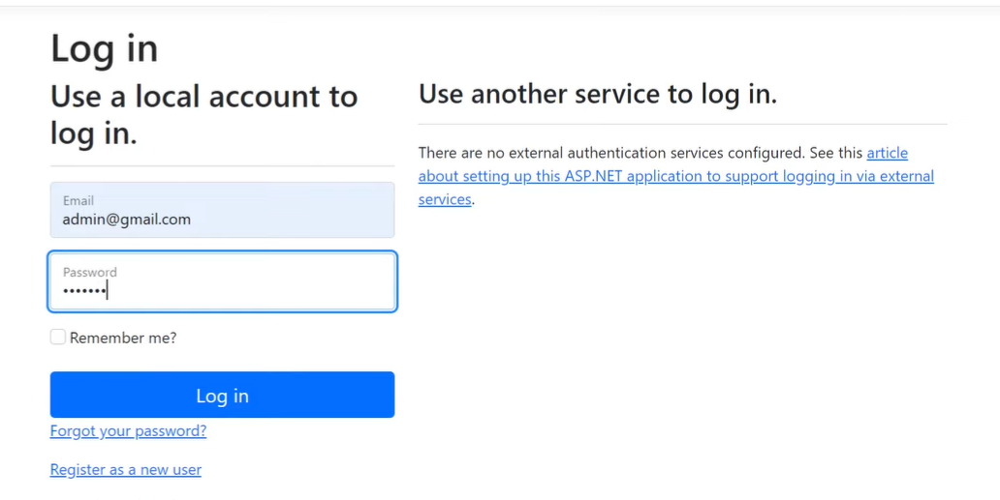 Log in
Use a local account to
log in.
Email
admin@gmail.com
Password
•••••••
Remember me?
Log in
Forgot your password?
Register as a new user
Use another service to log in.
There are no external authentication services configured. See this article
about setting up this ASP.NET application to support logging in via external
services.